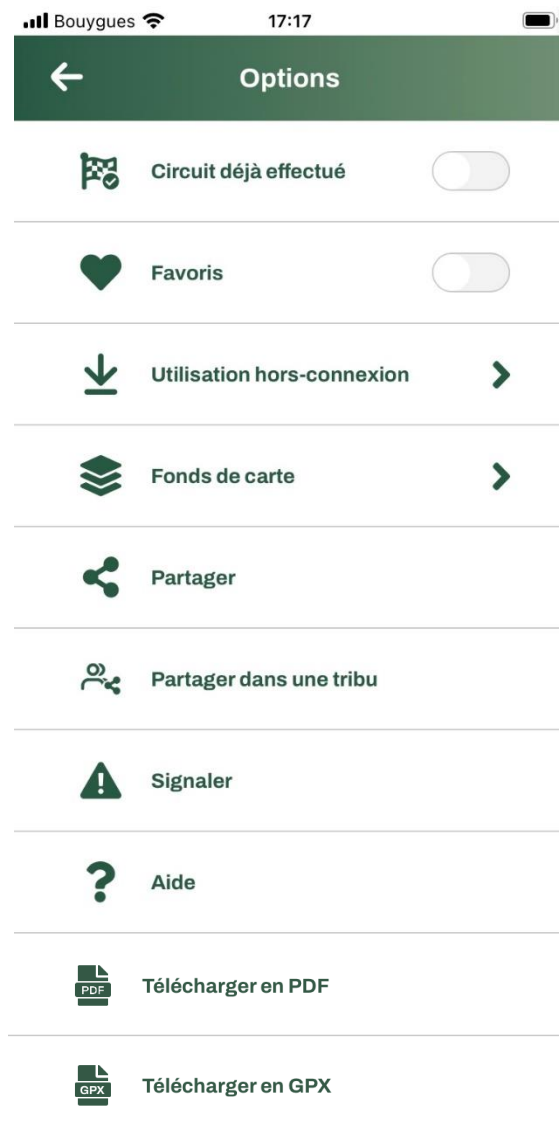 Bouygues 17:17
Options
Circuit déjà effectué
Favoris
Utilisation hors-connexion
Fonds de carte
Partager
Partager dans une tribu
Signaler
Aide
PDF Télécharger en PDF
GPX Télécharger en GPX